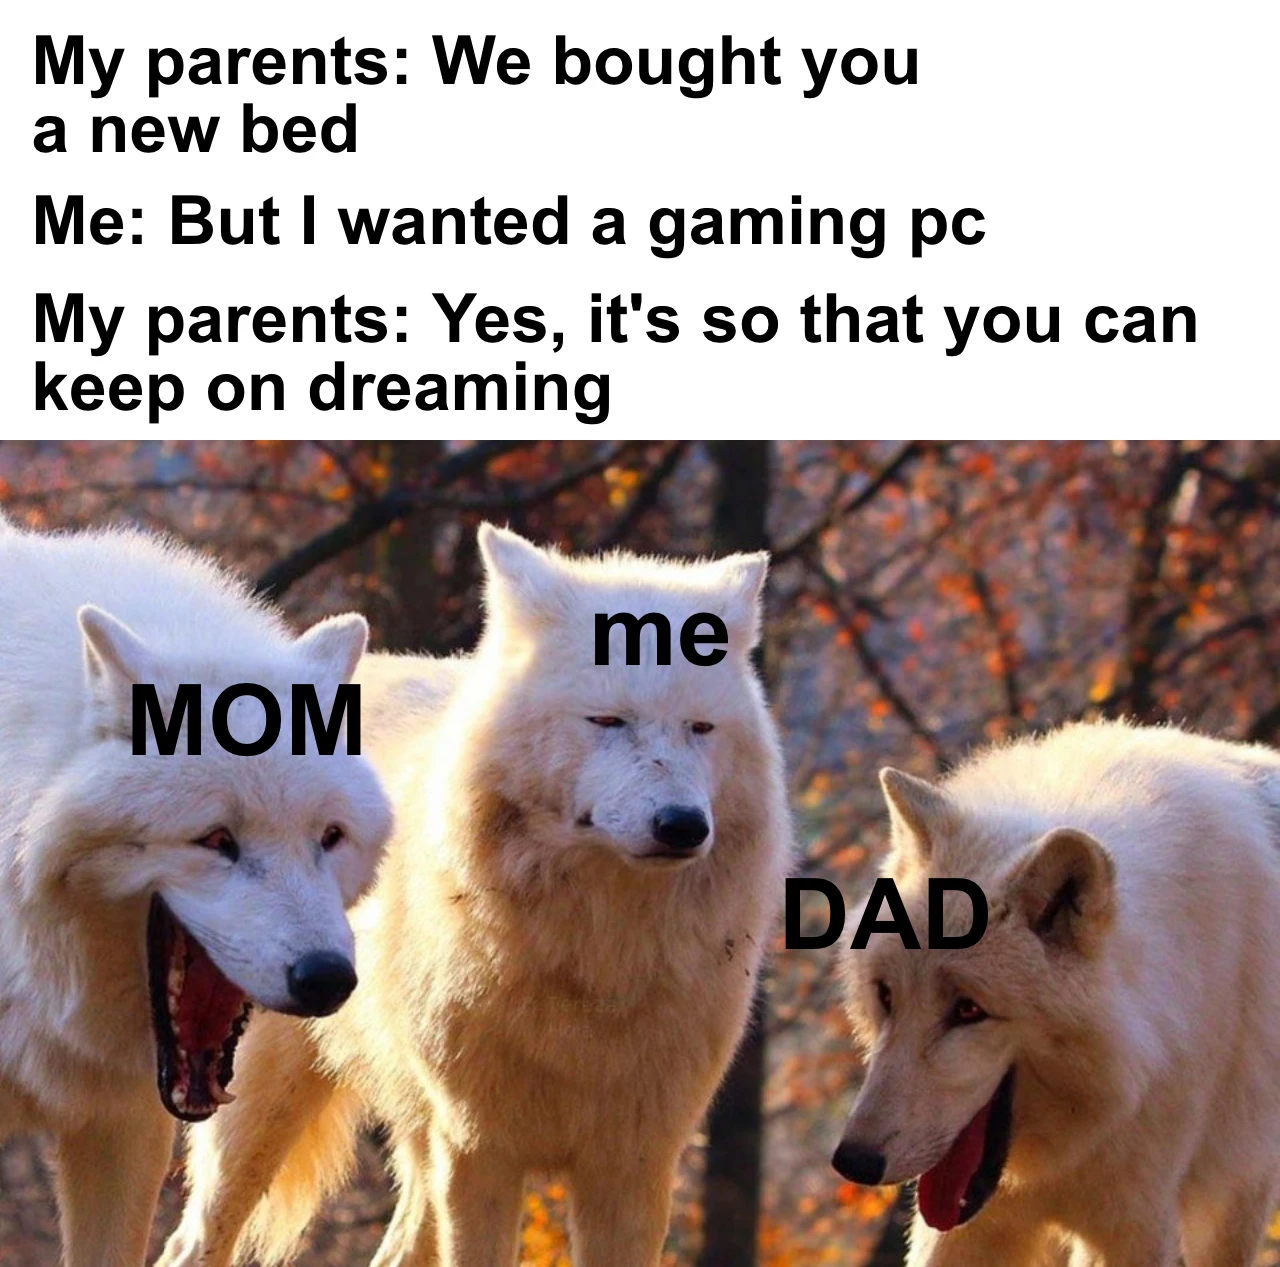 My parents: We bought you
a new bed
Me: But I wanted a gaming pc
My parents: Yes, it's so that you can
keep on dreaming
me
MOM
DAD